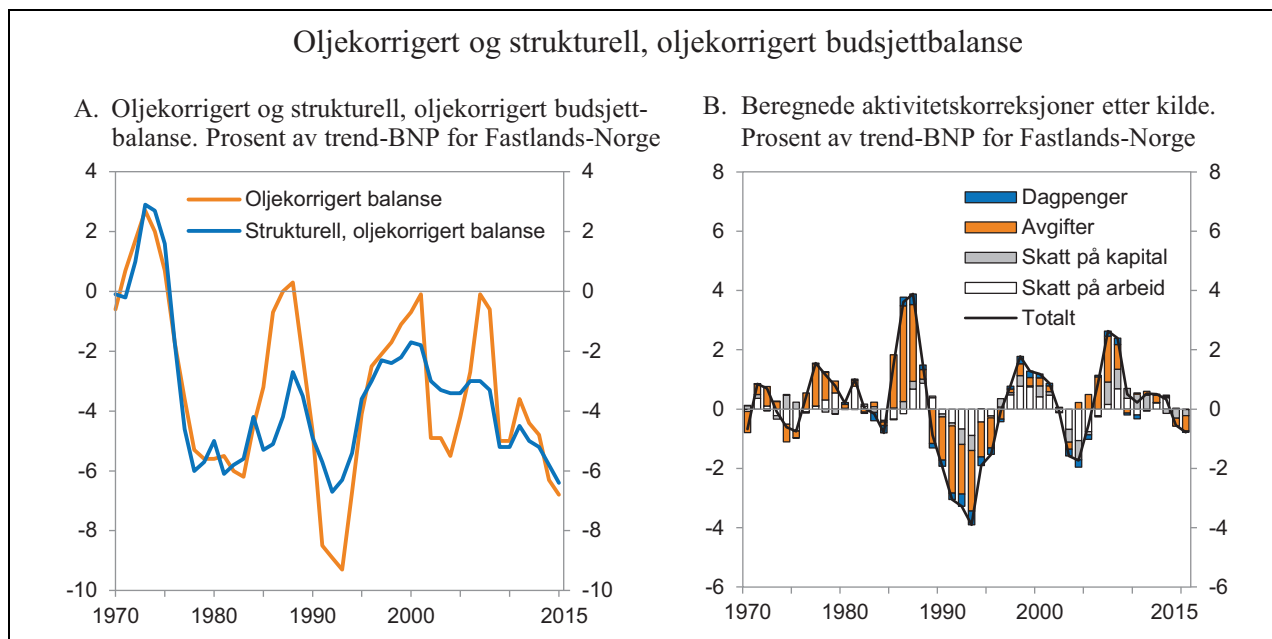 Oljekorrigert og strukturell, oljekorrigert budsjettbalanse
A. Oljekorrigert og strukturell, oljekorrigert budsjett-
balanse. Prosent av trend-BNP for Fastlands-Norge
4 4
Oljekorrigert balanse
2 2
Strukturell, oljekorrigert balanse
0 0
-2 -2
-4 -4
-6 -6
-8 -8
-10 -10
1970 1980 1990 2000 2015
B. Beregnede aktivitetskorreksjoner etter kilde.
Prosent av trend-BNP for Fastlands-Norge
8 8
Dagpenger
Avgifter
6 6
Skatt på kapital
Skatt på arbeid
4 4
Totalt
2 2
0 0
-2 -2
-4 -4
-6 -6
1970 1990 2000 2015